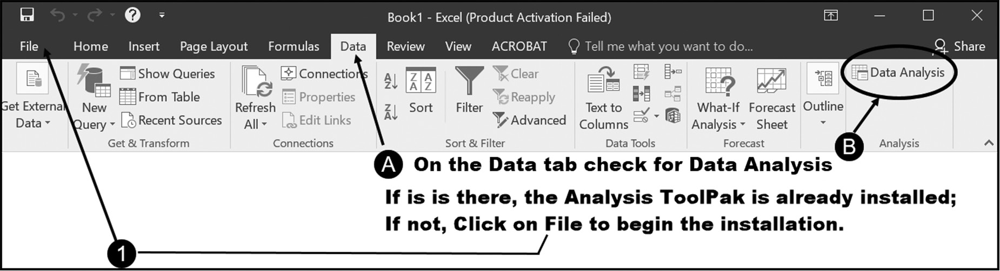 Book1 - Excel (Product Activation Failed)
File Home Insert Page Layout Formulas Data Review View ACROBAT Tell me what you want to do... Share
Get External Data
New Query
Show Queries
From Table
Recent Sources
Get & Transform
Refresh All
Connections
Properties
Edit Links
Connections
A Z
Z A
Z A A Z
Sort
Filter
Clear
Reapply
Advanced
Sort & Filter
Text to Columns
Data Tools
What-If Analysis
Forecast Sheet
Forecast
Outline
Data Analysis
Analysis
B
A On the Data tab check for Data Analysis
If is is there, the Analysis ToolPak is already installed;
If not, Click on File to begin the installation.
1